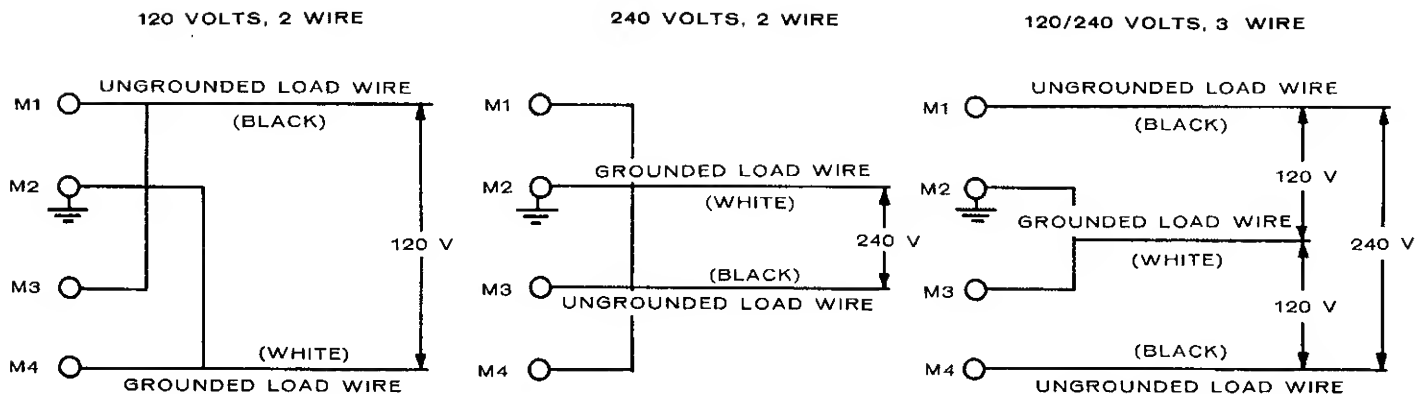 120 VOLTS, 2 WIRE
UNGROUNDED LOAD WIRE
M1
(BLACK)
M2
120 V
M3
(WHITE)
M4
GROUNDED LOAD WIRE
240 VOLTS, 2 WIRE
M1
GROUNDED LOAD WIRE
M2
(WHITE)
240 V
(BLACK)
M3
UNGROUNDED LOAD WIRE
M4
120/240 VOLTS, 3 WIRE
UNGROUNDED LOAD WIRE
M1
(BLACK)
M2
120 V
GROUNDED LOAD WIRE
240 V
(WHITE)
M3
120 V
(BLACK)
M4
UNGROUNDED LOAD WIRE